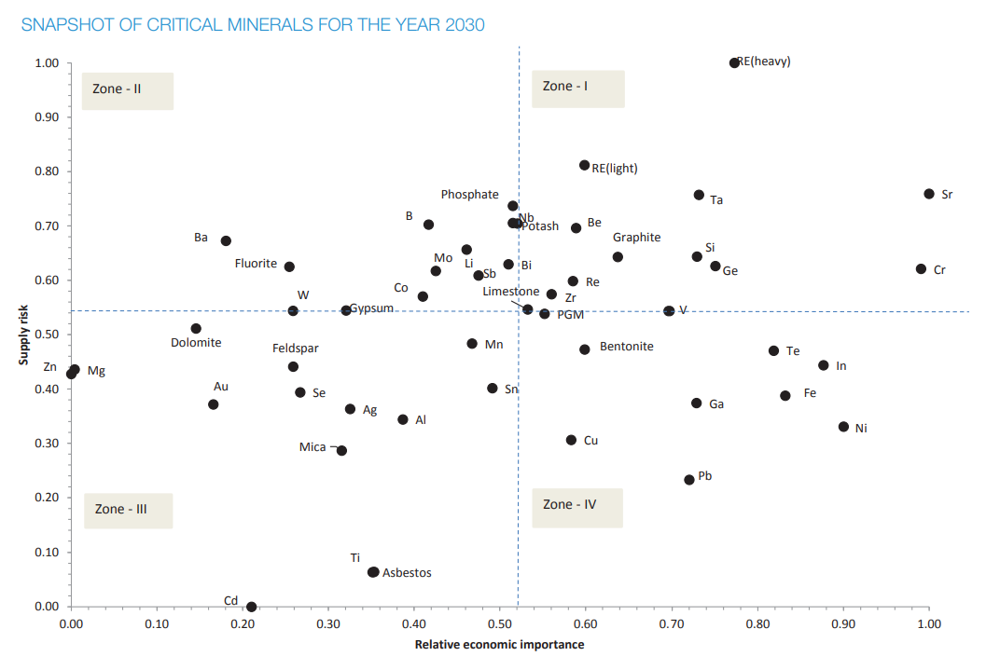 SNAPSHOT OF CRITICAL MINERALS FOR THE YEAR 2030
1.00
0.90
0.80
0.70
0.60
0.50
0.40
0.30
0.20
0.10
0.00
Supply risk
Zone - II
Zone - I
RE(heavy)
RE(light)
Phosphate
Ta
Sr
B
Nb
Potash
Be
Ba
Graphite
Mo
Li
Si
Fluorite
Sb
Bi
Ge
Cr
Co
Re
W
Limestone
Zr
Gypsum
PGM
V
Dolomite
Feldspar
Mn
Bentonite
Te
Zn
Mg
In
Au
Se
Sn
Fe
Ag
Al
Ga
Ni
Mica
Cu
Pb
Zone - III
Zone - IV
Ti
Asbestos
Cd
0.00 0.10 0.20 0.30 0.40 0.50 0.60 0.70 0.80 0.90 1.00
Relative economic importance